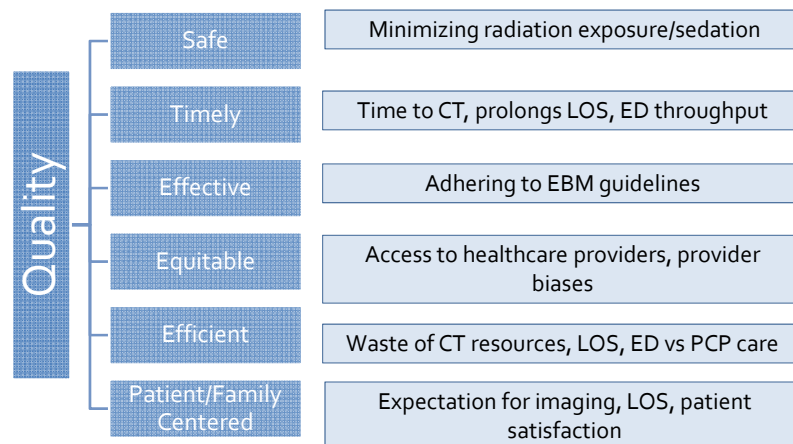 Quality
Safe
Minimizing radiation exposure/sedation
Timely
Time to CT, prolongs LOS, ED throughput
Effective
Adhering to EBM guidelines
Equitable
Access to healthcare providers, provider
biases
Efficient
Waste of CT resources, LOS, ED vs PCP care
Patient/Family
Centered
Expectation for imaging, LOS, patient
satisfaction